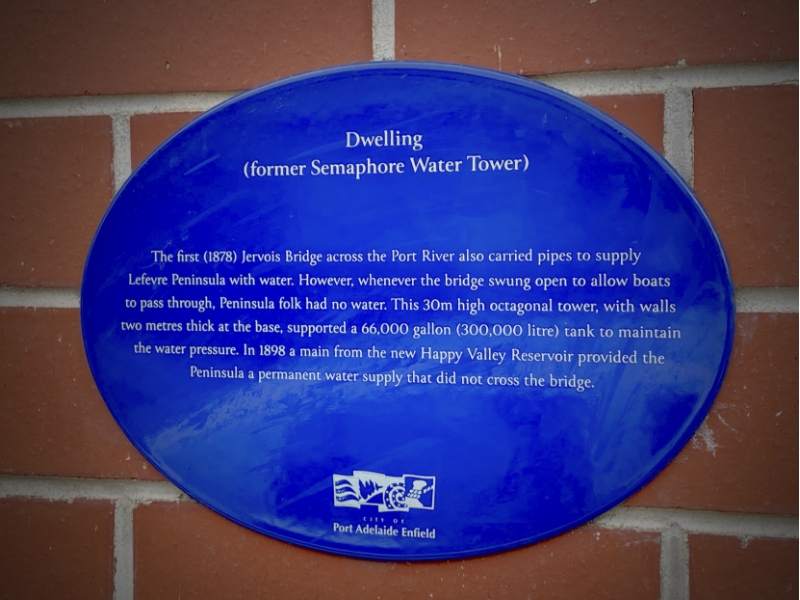 Dwelling
(former Semaphore Water Tower)
The first (1878) Jervois Bridge across the Port River also carried pipes to supply
Lefevre Peninsula with water. However, whenever the bridge swung open to allow boats
to pass through, Peninsula folk had no water. This 30m high octagonal tower, with walls
two metres thick at the base, supported a 66,000 gallon (300,000 litre) tank to maintain
the water pressure. In 1898 a main from the new Happy Valley Reservoir provided the
Peninsula a permanent water supply that did not cross the bridge.
CITY OF
Port Adelaide Enfield